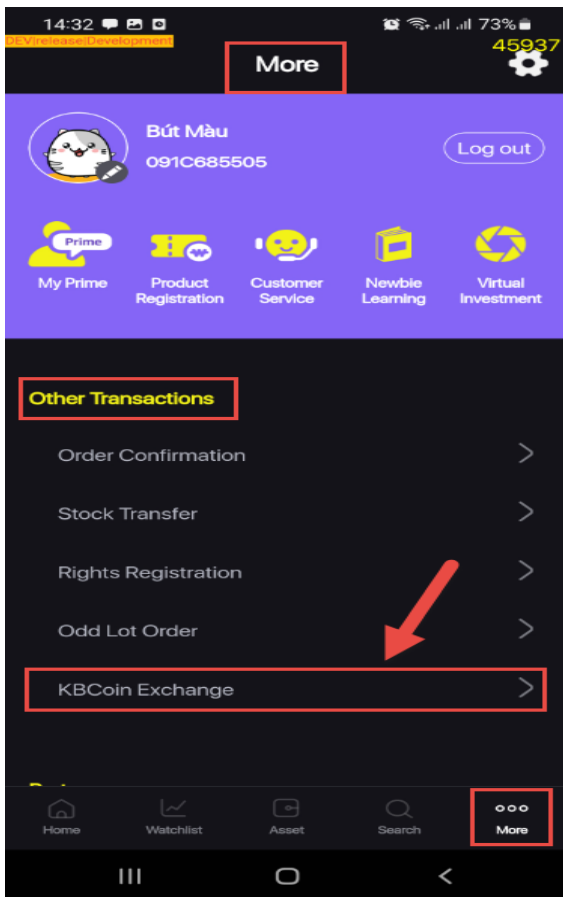 14:32
73%
DEV|release|Development
45937
More
Bút Màu
091C685505
Log out
Prime
My Prime
Product
Registration
Customer
Service
Newbie
Learning
Virtual
Investment
Other Transactions
Order Confirmation
Stock Transfer
Rights Registration
Odd Lot Order
KBCoin Exchange
Home
Watchlist
Asset
Search
More